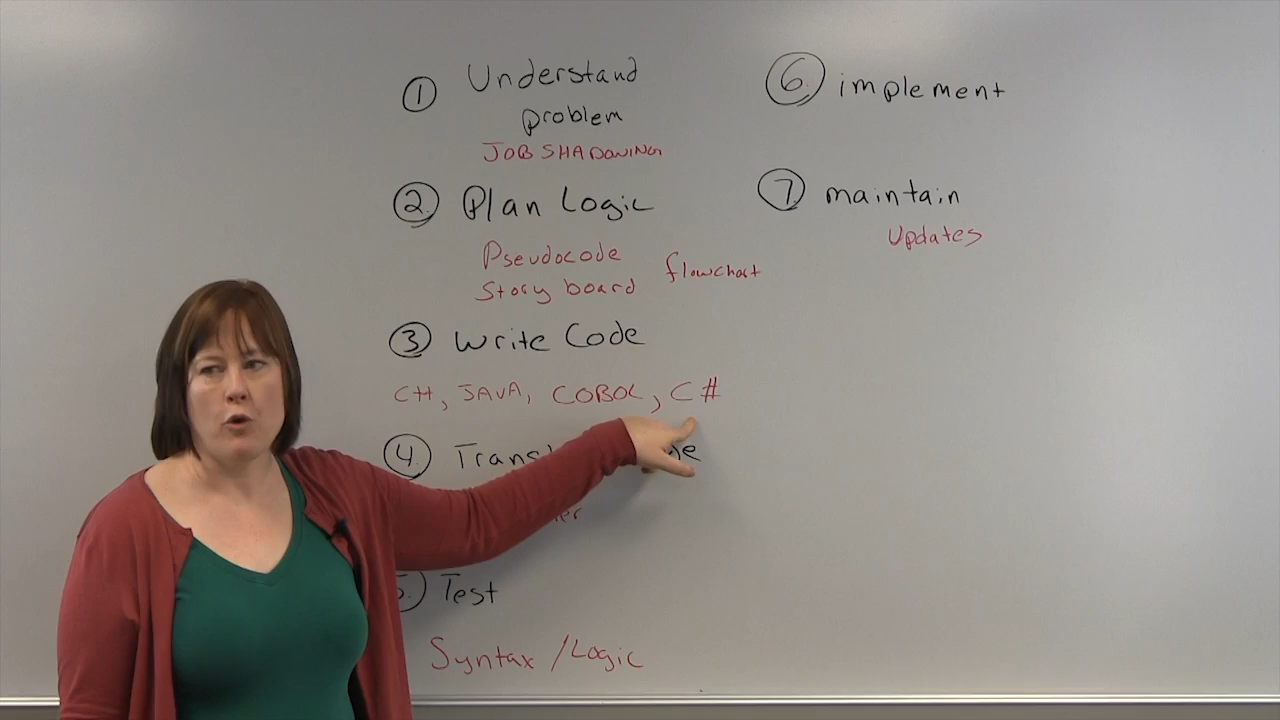 ① Understand
problem
JOB SHADOWING
② Plan Logic
Pseudocode
Story board flowchart
③ Write Code
C++, JAVA, COBOL, C#
④
5. Test
Syntax / Logic
⑥ implement
⑦ maintain
updates